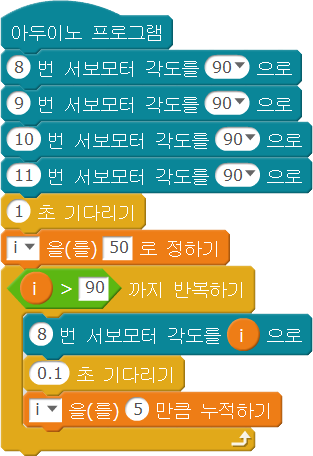 아두이노 프로그램
8 번 서보모터 각도를 90 으로
9 번 서보모터 각도를 90 으로
10 번 서보모터 각도를 90 으로
11 번 서보모터 각도를 90 으로
1 초 기다리기
i 을(를) 50 로 정하기
i > 90 까지 반복하기
8 번 서보모터 각도를 i 으로
0.1 초 기다리기
i 을(를) 5 만큼 누적하기